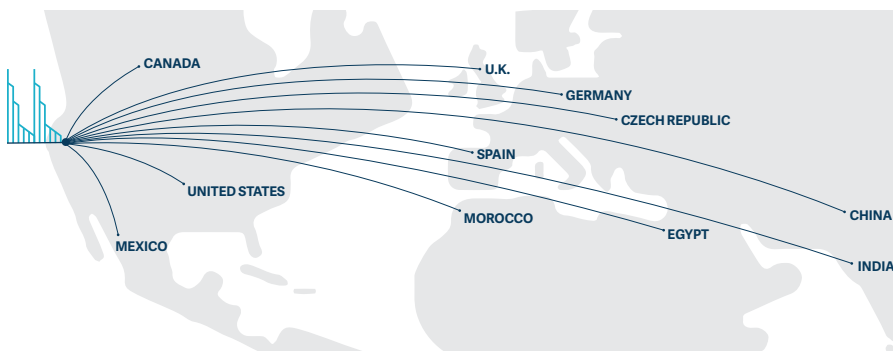 CANADA
U.K.
GERMANY
CZECH REPUBLIC
SPAIN
UNITED STATES
MOROCCO
CHINA
EGYPT
MEXICO
INDIA